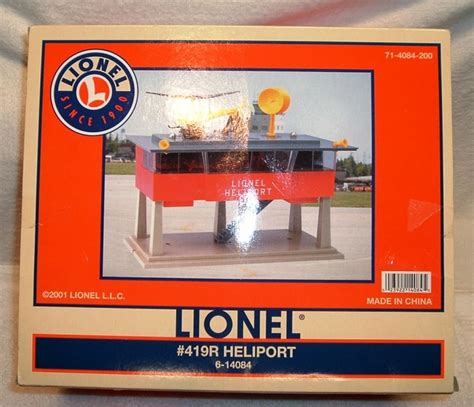 71-4084-200
LIONEL
L
SINCE 1900
LIONEL
HELIPORT
©2001 LIONEL L.L.C.
MADE IN CHINA
LIONEL®
#419R HELIPORT
6-14084